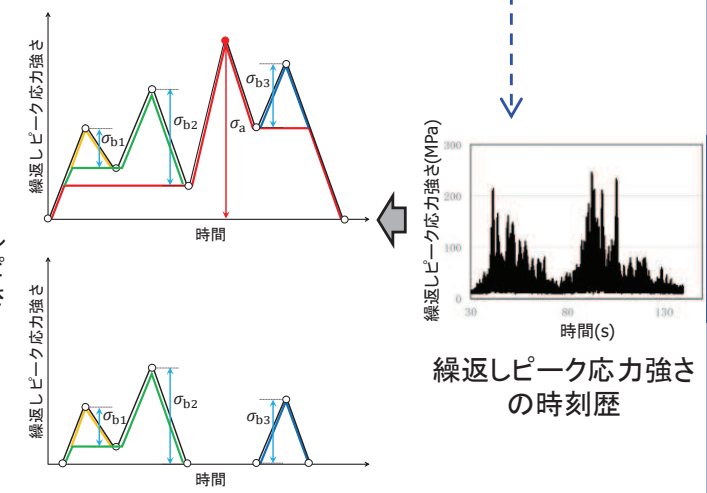 繰返しピーク応力強さ
σb1
σb2
σa
σb3
時間
繰返しピーク応力強さ(MPa)
300
200
100
0
30
80
130
時間(s)
繰返しピーク応力強さ
の時刻歴
繰返しピーク応力強さ
σb1
σb2
σb3
時間